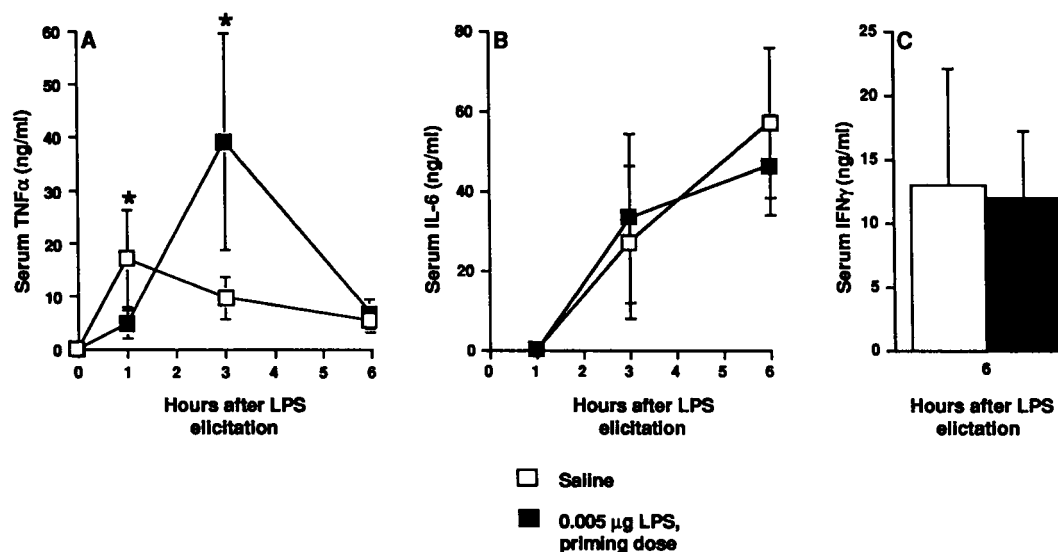 A
60
50
40
30
20
10
0
Serum TNFα (ng/ml)
*
*
0 1 2 3 4 5 6
Hours after LPS
elicitation
B
80
60
40
20
0
Serum IL-6 (ng/ml)
0 1 2 3 4 5 6
Hours after LPS
elicitation
C
25
20
15
10
5
0
Serum IFNγ (ng/ml)
6
Hours after LPS
elictation
Saline
0.005 µg LPS,
priming dose